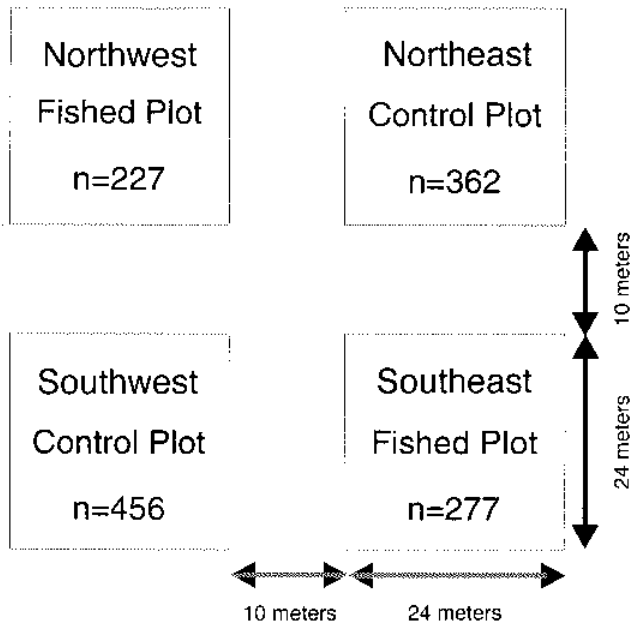 Northwest
Fished Plot
n=227
Northeast
Control Plot
n=362
10 meters
Southwest
Control Plot
n=456
Southeast
Fished Plot
n=277
24 meters
10 meters
24 meters